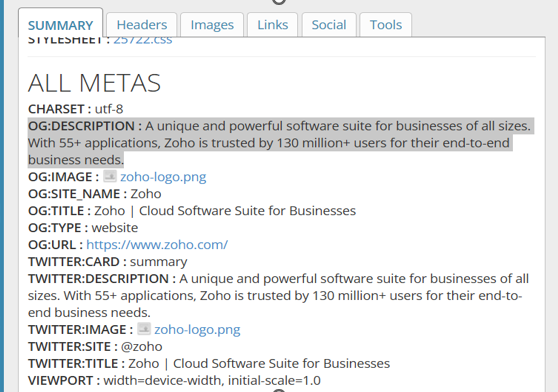 SUMMARY Headers Images Links Social Tools
STYLESHEET : 25722.css
ALL METAS
CHARSET : utf-8
OG:DESCRIPTION : A unique and powerful software suite for businesses of all sizes.
With 55+ applications, Zoho is trusted by 130 million+ users for their end-to-end
business needs.
OG:IMAGE : zoho-logo.png
OG:SITE_NAME : Zoho
OG:TITLE : Zoho | Cloud Software Suite for Businesses
OG:TYPE : website
OG:URL : https://www.zoho.com/
TWITTER:CARD : summary
TWITTER:DESCRIPTION : A unique and powerful software suite for businesses of all
sizes. With 55+ applications, Zoho is trusted by 130 million+ users for their end-to-
end business needs.
TWITTER:IMAGE : zoho-logo.png
TWITTER:SITE : @zoho
TWITTER:TITLE : Zoho | Cloud Software Suite for Businesses
VIEWPORT : width=device-width, initial-scale=1.0